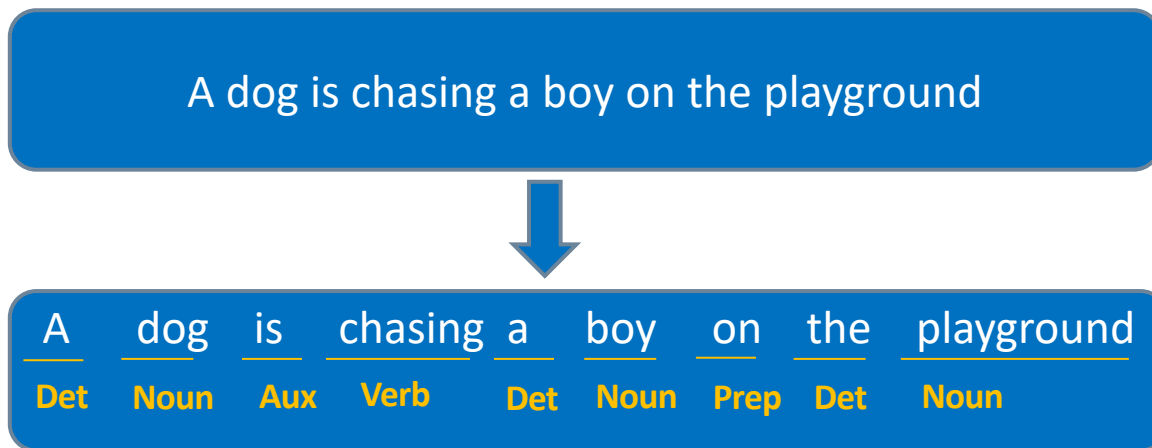 A dog is chasing a boy on the playground
A dog is chasing a boy on the playground
Det Noun Aux Verb Det Noun Prep Det Noun